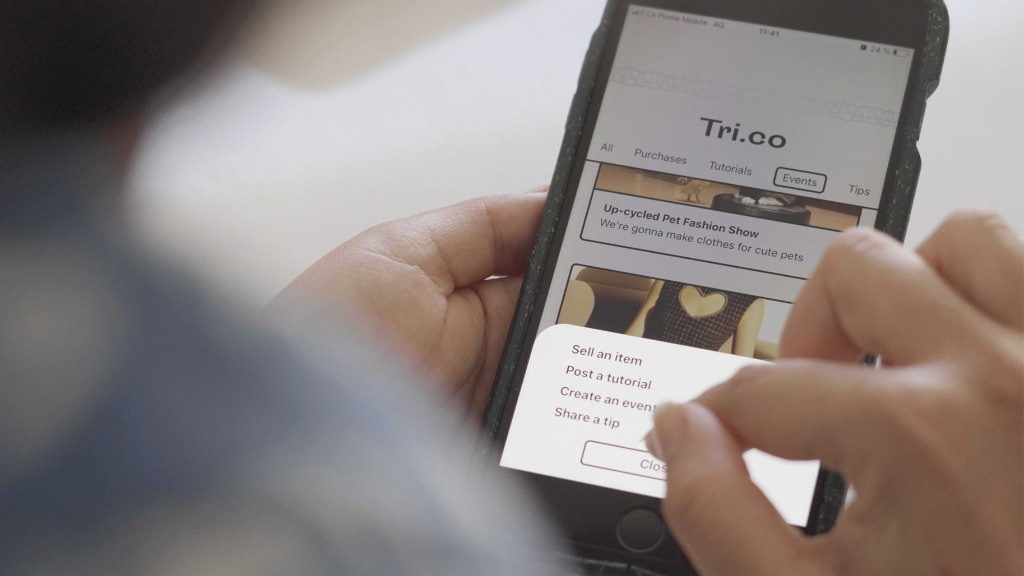 La Poste Mobile 4G
11:41
24 %
Tri.co
All Purchases Tutorials Events Tips
Up-cycled Pet Fashion Show
We're gonna make clothes for cute pets
Sell an item
Post a tutorial
Create an event
Share a tip
Clos